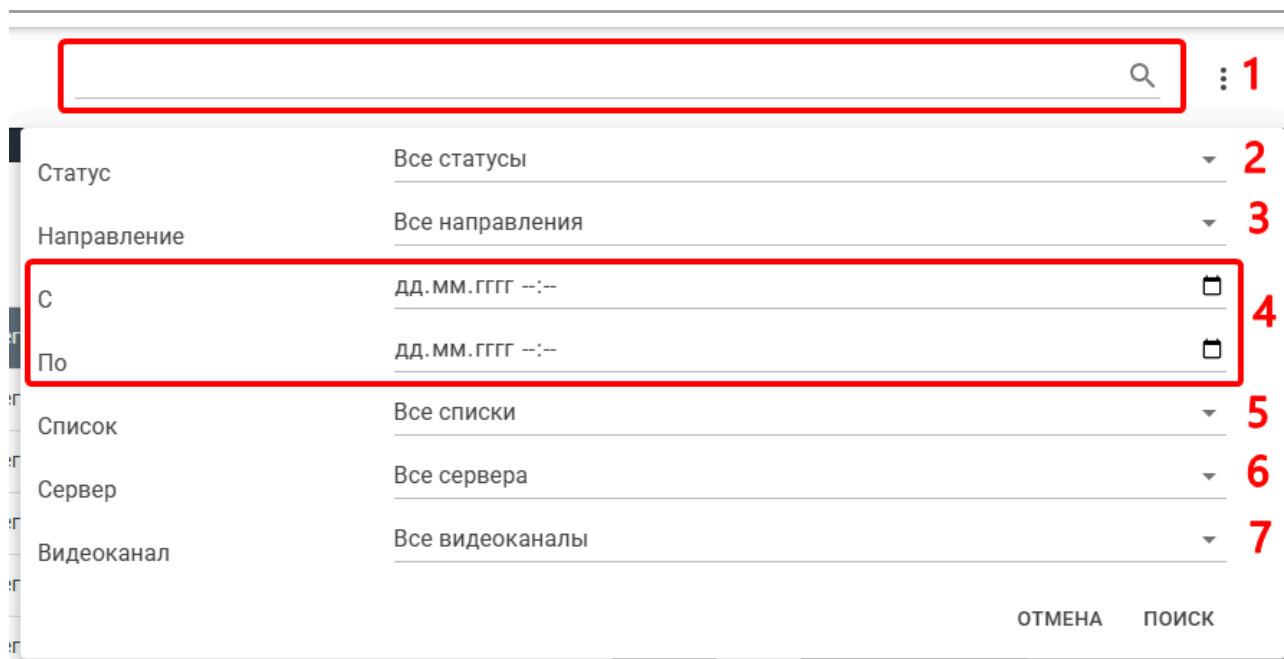 1
Статус Все статусы 2
Направление Все направления 3
С дд.мм.гггг --:--
4
По дд.мм.гггг --:--
Список Все списки 5
Сервер Все сервера 6
Видеоканал Все видеоканалы 7
ОТМЕНА ПОИСК